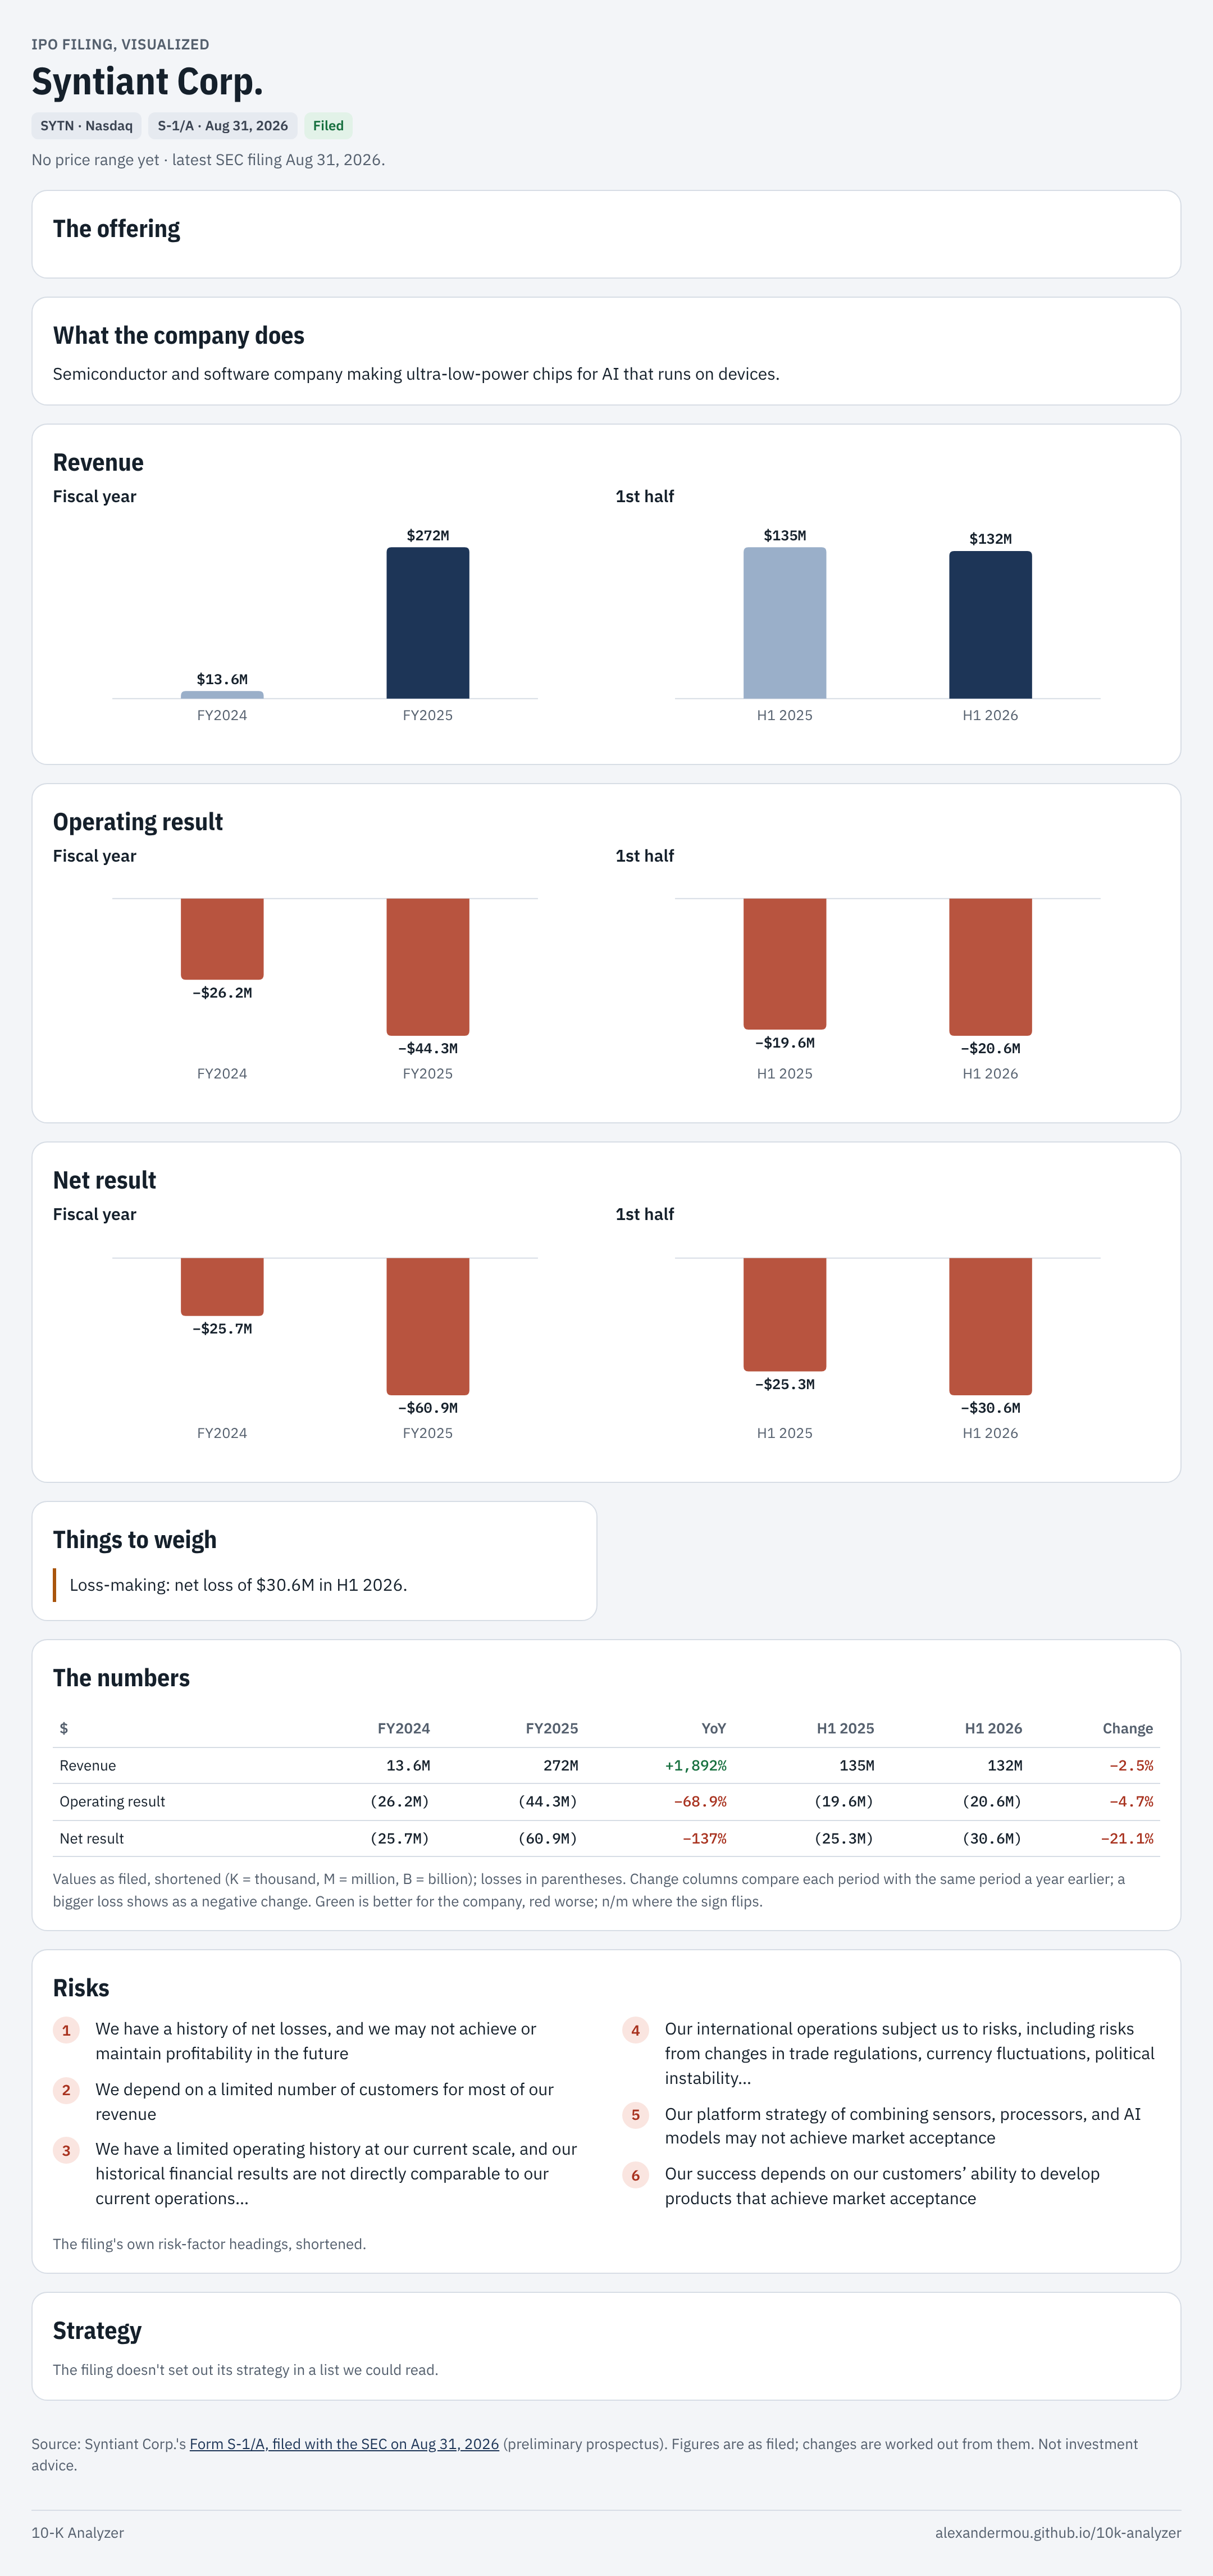 IPO FILING, VISUALIZED
Syntiant Corp.
SYTN · Nasdaq
S-1/A · Aug 31, 2026
Filed
No price range yet · latest SEC filing Aug 31, 2026.
The offering
What the company does
Semiconductor and software company making ultra-low-power chips for AI that runs on devices.
Revenue
Fiscal year
$13.6M
$272M
FY2024
FY2025
1st half
$135M
$132M
H1 2025
H1 2026
Operating result
Fiscal year
−$26.2M
−$44.3M
FY2024
FY2025
1st half
−$19.6M
−$20.6M
H1 2025
H1 2026
Net result
Fiscal year
−$25.7M
−$60.9M
FY2024
FY2025
1st half
−$25.3M
−$30.6M
H1 2025
H1 2026
Things to weigh
Loss-making: net loss of $30.6M in H1 2026.
The numbers
$ FY2024 FY2025 YoY H1 2025 H1 2026 Change
Revenue 13.6M 272M +1,892% 135M 132M −2.5%
Operating result (26.2M) (44.3M) −68.9% (19.6M) (20.6M) −4.7%
Net result (25.7M) (60.9M) −137% (25.3M) (30.6M) −21.1%
Values as filed, shortened (K = thousand, M = million, B = billion); losses in parentheses. Change columns compare each period with the same period a year earlier; a
bigger loss shows as a negative change. Green is better for the company, red worse; n/m where the sign flips.
Risks
1 We have a history of net losses, and we may not achieve or
maintain profitability in the future
2 We depend on a limited number of customers for most of our
revenue
3 We have a limited operating history at our current scale, and our
historical financial results are not directly comparable to our
current operations…
4 Our international operations subject us to risks, including risks
from changes in trade regulations, currency fluctuations, political
instability…
5 Our platform strategy of combining sensors, processors, and AI
models may not achieve market acceptance
6 Our success depends on our customers’ ability to develop
products that achieve market acceptance
The filing's own risk-factor headings, shortened.
Strategy
The filing doesn't set out its strategy in a list we could read.
Source: Syntiant Corp.'s Form S-1/A, filed with the SEC on Aug 31, 2026 (preliminary prospectus). Figures are as filed; changes are worked out from them. Not investment
advice.
10-K Analyzer
alexandermou.github.io/10k-analyzer